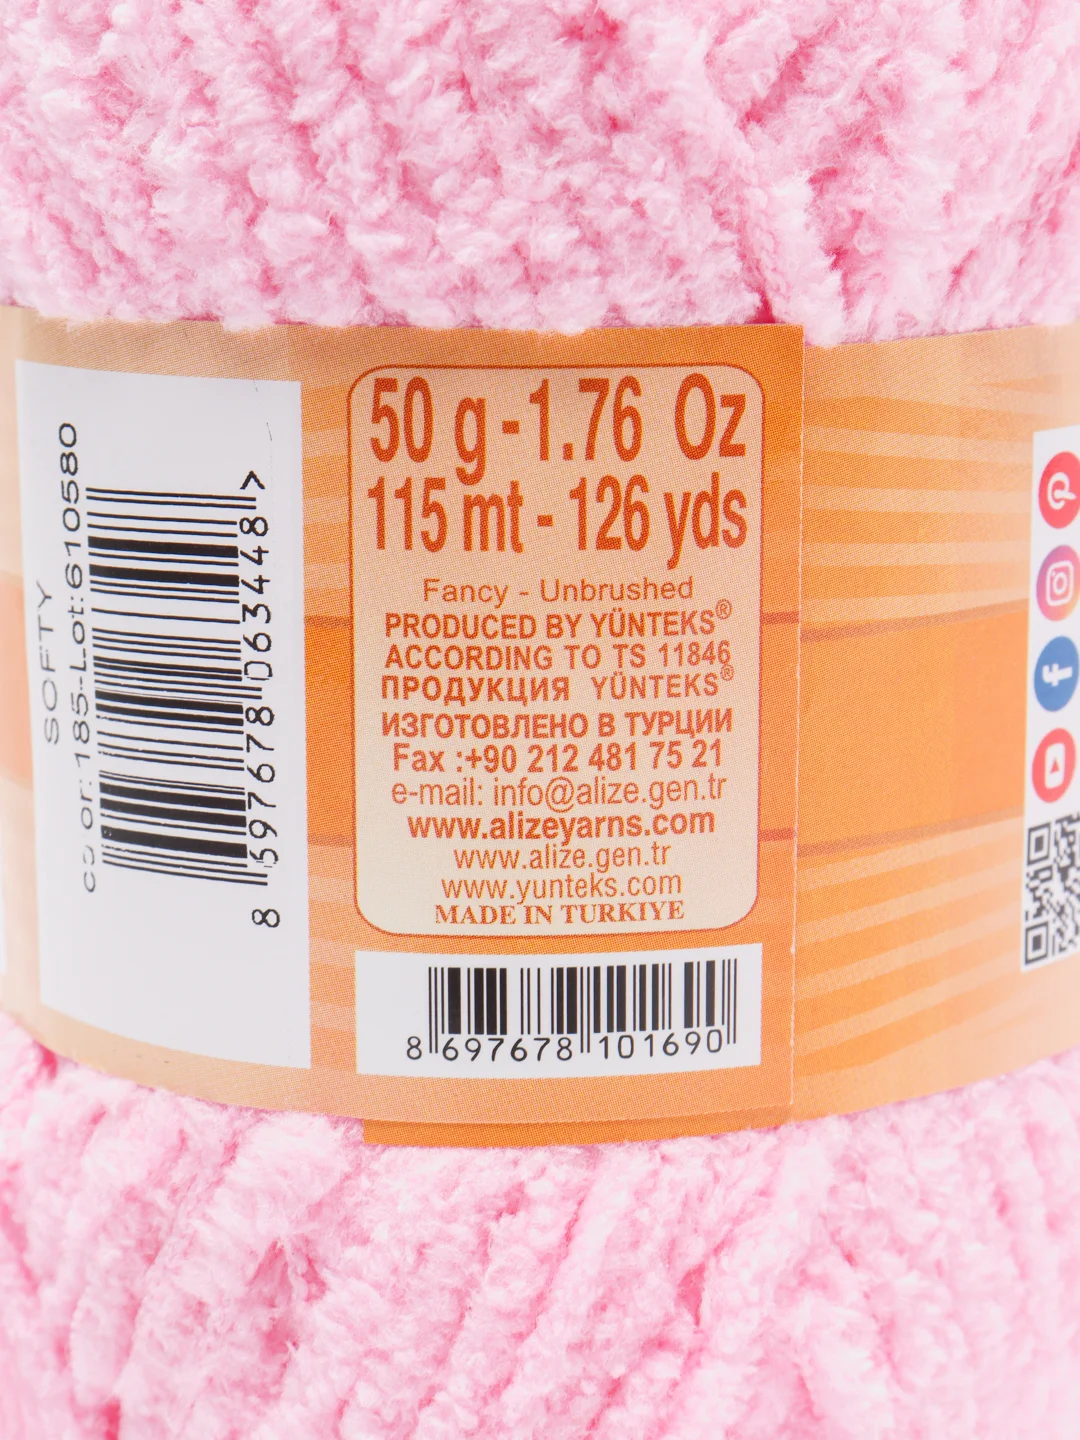 SOFTY
color:185-Lot:610580
8 697678 063448 >
50 g - 1.76 Oz
115 mt - 126 yds
Fancy - Unbrushed
PRODUCED BY YÜNTEKS®
ACCORDING TO TS 11846
ПРОДУКЦИЯ YÜNTEKS®
ИЗГОТОВЛЕНО В ТУРЦИИ
Fax :+90 212 481 75 21
e-mail: info@alize.gen.tr
www.alizeyarns.com
www.alize.gen.tr
www.yunteks.com
MADE IN TURKIYE
8 697678 101690